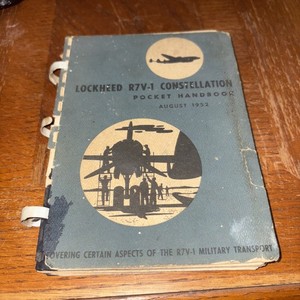 LOCKHEED R7V-1 CONSTELLATION
POCKET HANDBOOK
AUGUST 1953
COVERING CERTAIN ASPECTS OF THE R7V-1 MILITARY TRANSPORT